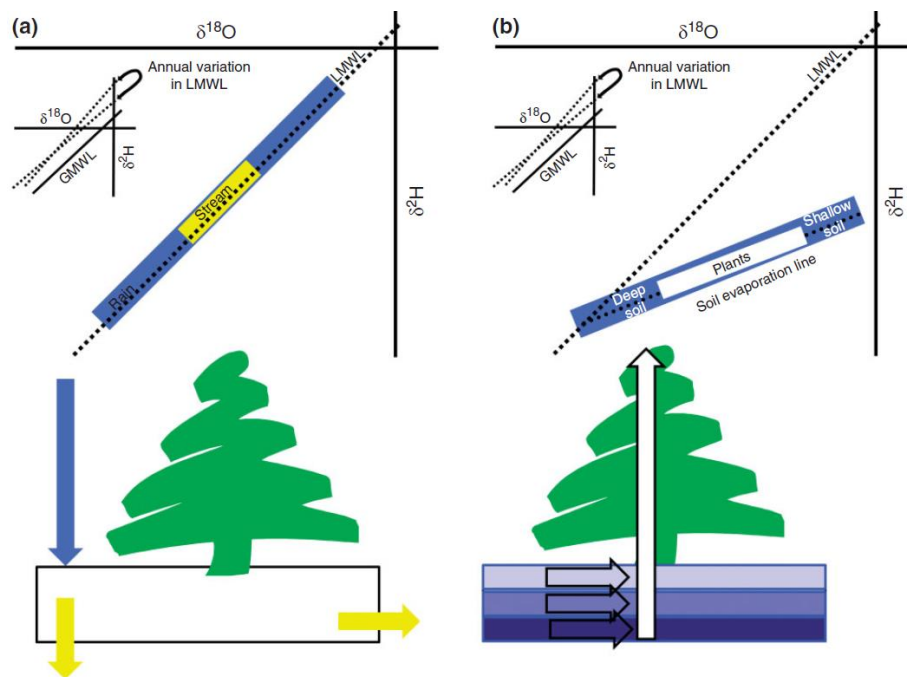 (a)
δ18O
Annual variation
in LMWL
LMWL
δ18O
δ2H
GMWL
Stream
δ2H
Rain
(b)
δ18O
Annual variation
in LMWL
LMWL
δ18O
δ2H
GMWL
δ2H
Shallow
soil
Plants
Deep
soil
Soil evaporation line